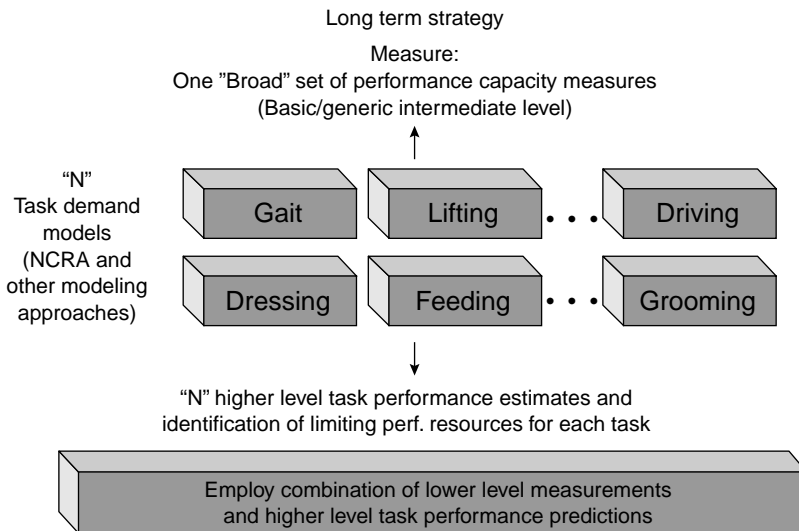 Long term strategy
Measure:
One "Broad" set of performance capacity measures
(Basic/generic intermediate level)
“N”
Task demand
models
(NCRA and
other modeling
approaches)
Gait
Lifting
• • •
Driving
Dressing
Feeding
• • •
Grooming
“N” higher level task performance estimates and
identification of limiting perf. resources for each task
Employ combination of lower level measurements
and higher level task performance predictions